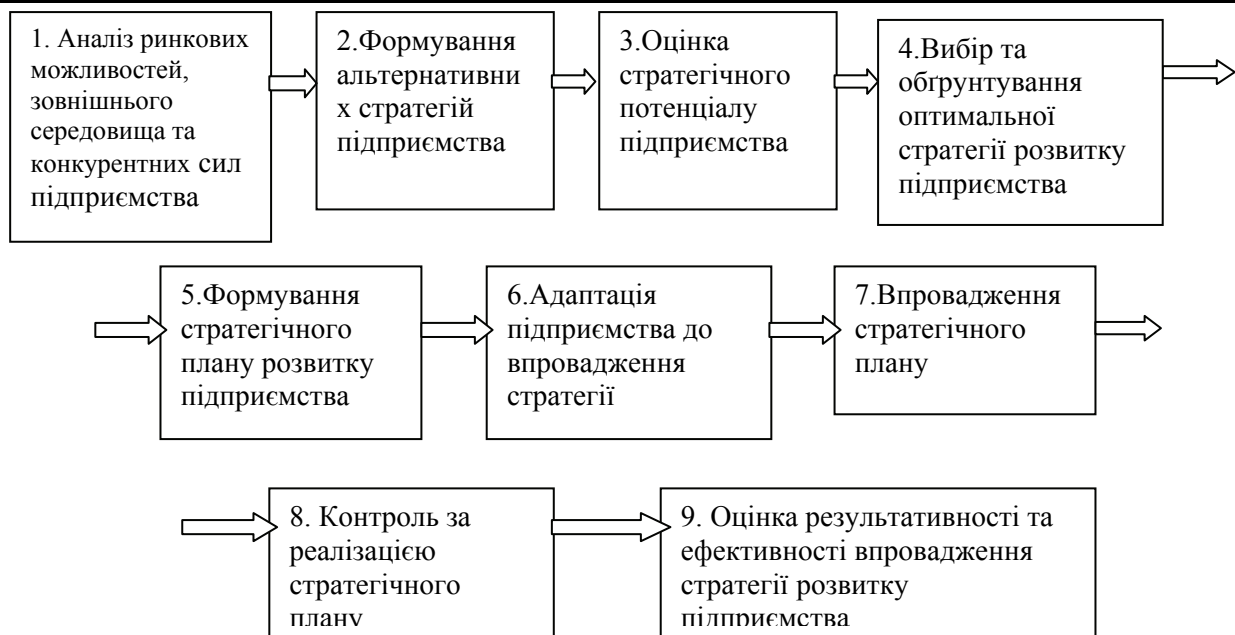 1. Аналіз ринкових
можливостей,
зовнішнього
середовища та
конкурентних сил
підприємства
2.Формування
альтернативни
х стратегій
підприємства
3.Оцінка
стратегічного
потенціалу
підприємства
4.Вибір та
обґрунтування
оптимальної
стратегії розвитку
підприємства
5.Формування
стратегічного
плану розвитку
підприємства
6.Адаптація
підприємства до
впровадження
стратегії
7.Впровадження
стратегічного
плану
8. Контроль за
реалізацією
стратегічного
плану
9. Оцінка результативності та
ефективності впровадження
стратегії розвитку
підприємства